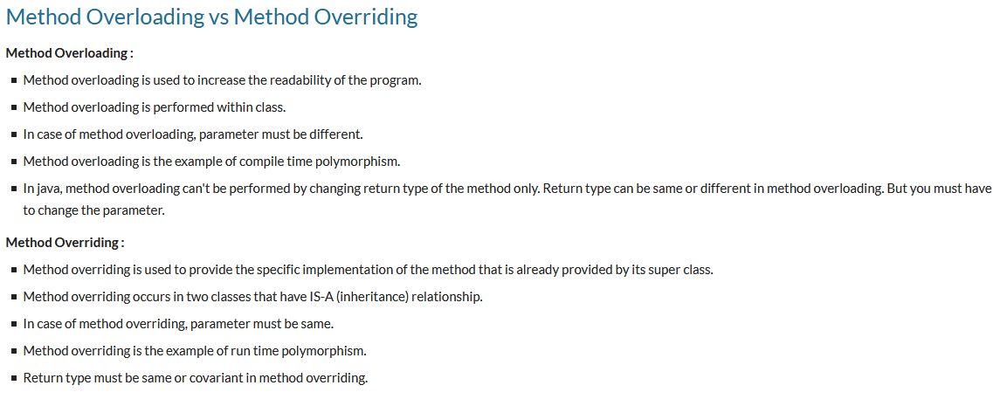 Method Overloading vs Method Overriding
Method Overloading :
▪ Method overloading is used to increase the readability of the program.
▪ Method overloading is performed within class.
▪ In case of method overloading, parameter must be different.
▪ Method overloading is the example of compile time polymorphism.
▪ In java, method overloading can't be performed by changing return type of the method only. Return type can be same or different in method overloading. But you must have
to change the parameter.
Method Overriding :
▪ Method overriding is used to provide the specific implementation of the method that is already provided by its super class.
▪ Method overriding occurs in two classes that have IS-A (inheritance) relationship.
▪ In case of method overriding, parameter must be same.
▪ Method overriding is the example of run time polymorphism.
▪ Return type must be same or covariant in method overriding.